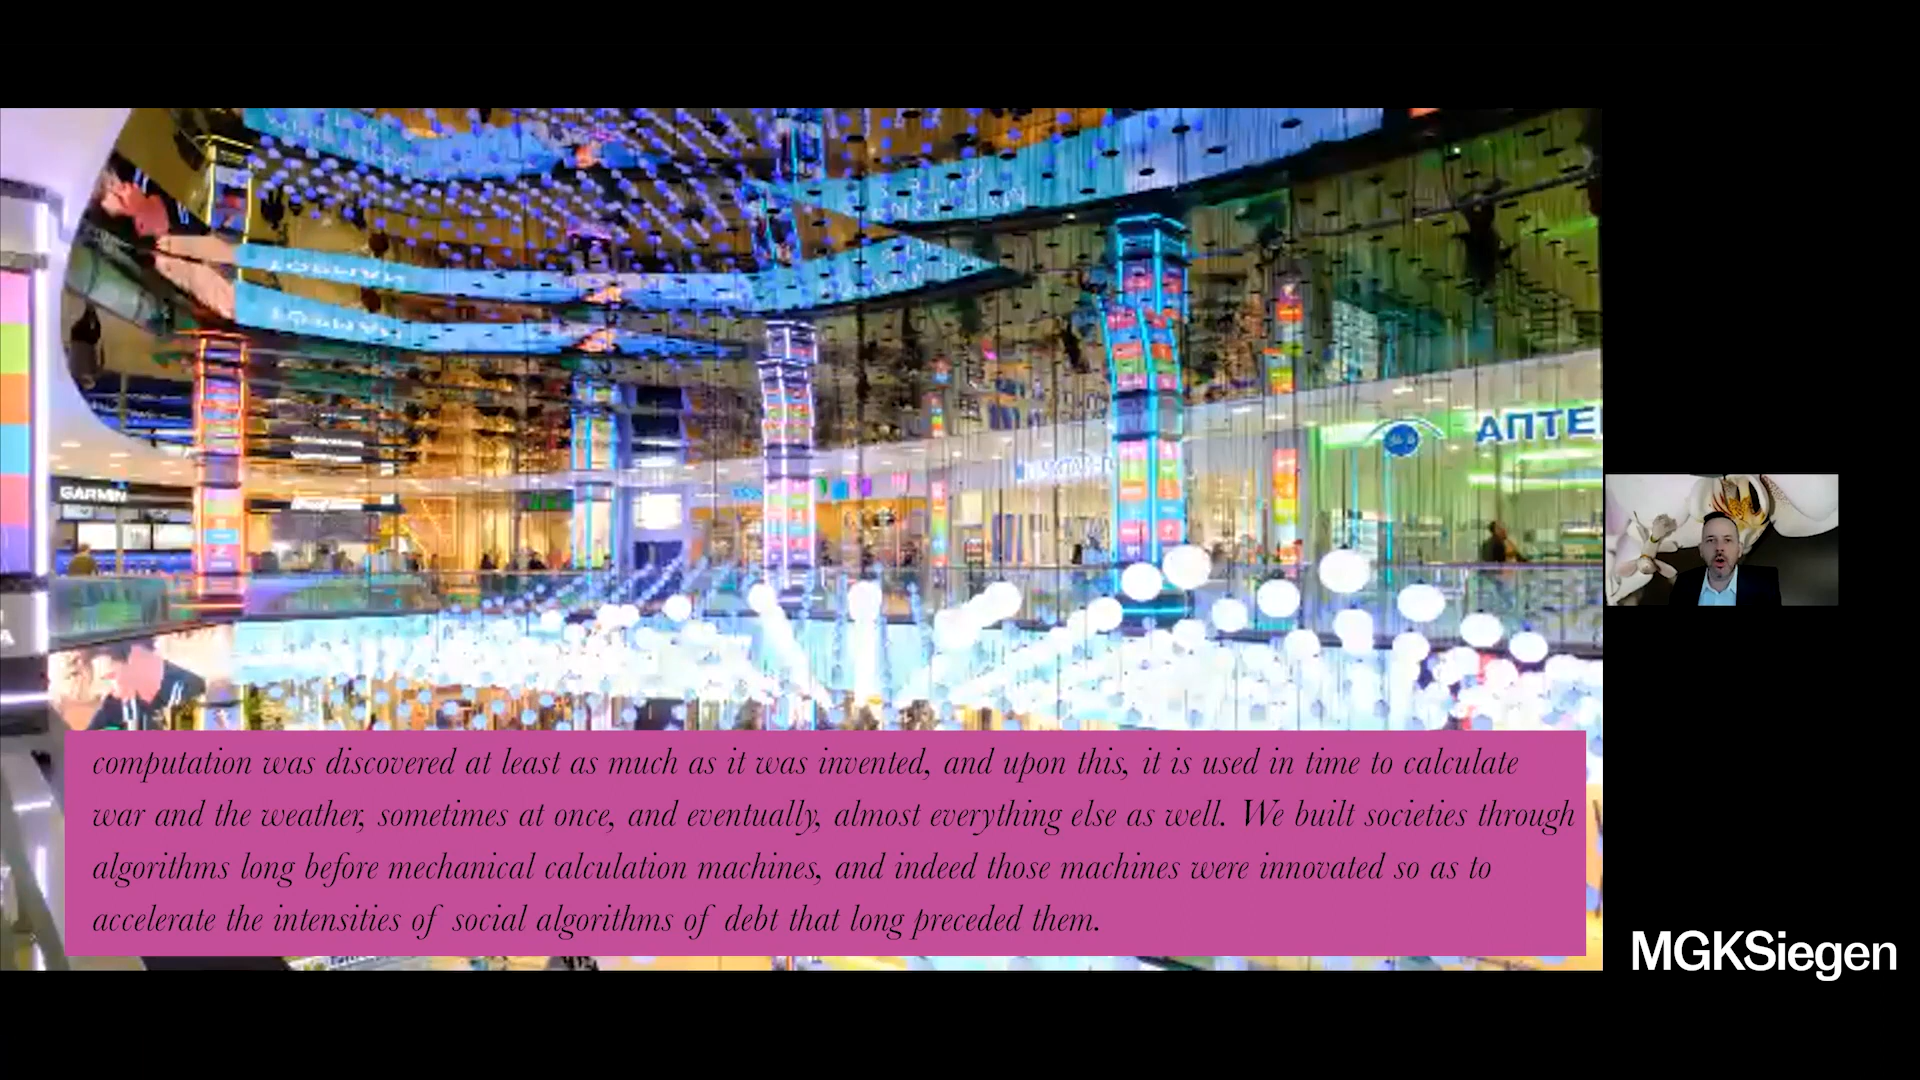 GARMIN
АПТЕ
A
computation was discovered at least as much as it was invented, and upon this, it is used in time to calculate
war and the weather, sometimes at once, and eventually, almost everything else as well. We built societies through
algorithms long before mechanical calculation machines, and indeed those machines were innovated so as to
accelerate the intensities of social algorithms of debt that long preceded them.
MGKSiegen